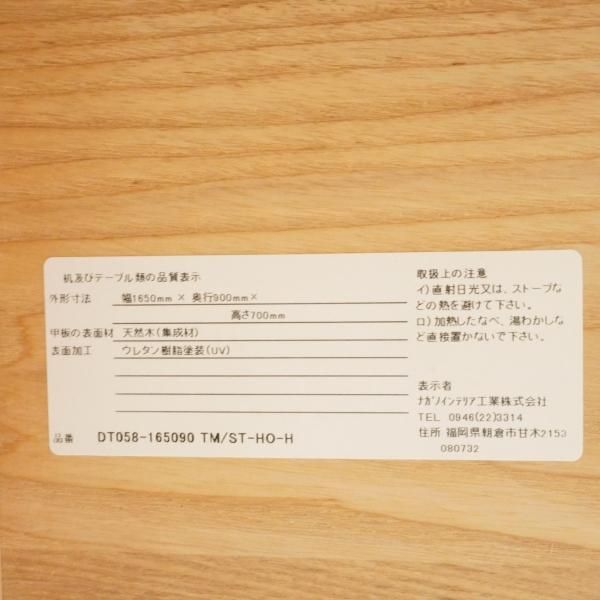 机及びテーブル類の品質表示
外形寸法 幅1650mm× 奥行900mm×
高さ700mm
甲板の表面材 天然木(集成材)
表面加工 ウレタン樹脂塗装(UV)
品番 DT058-165090 TM/ST-HO-H
取扱上の注意
イ)直射日光又は、ストーブな
どの熱を避けて下さい。
ロ)加熱したなべ、湯わかしな
ど直接置かないで下さい。
表示者
ナガノインテリア工業株式会社
TEL 0946(22)3314
住所 福岡県朝倉市甘木2153
080732